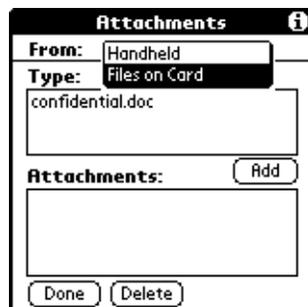 Attachments i
From: Handheld
Type: Files on Card
confidential.doc
Add
Attachments:
Done Delete